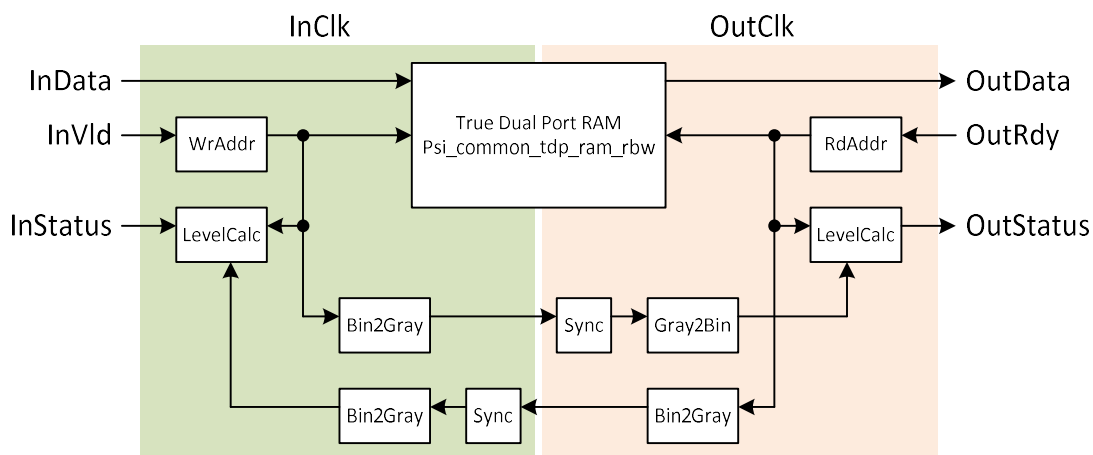 InClk
OutClk
InData
OutData
InVld
WrAddr
True Dual Port RAM
Psi_common_tdp_ram_rbw
RdAddr
OutRdy
InStatus
LevelCalc
LevelCalc
OutStatus
Bin2Gray
Sync
Gray2Bin
Bin2Gray
Sync
Bin2Gray